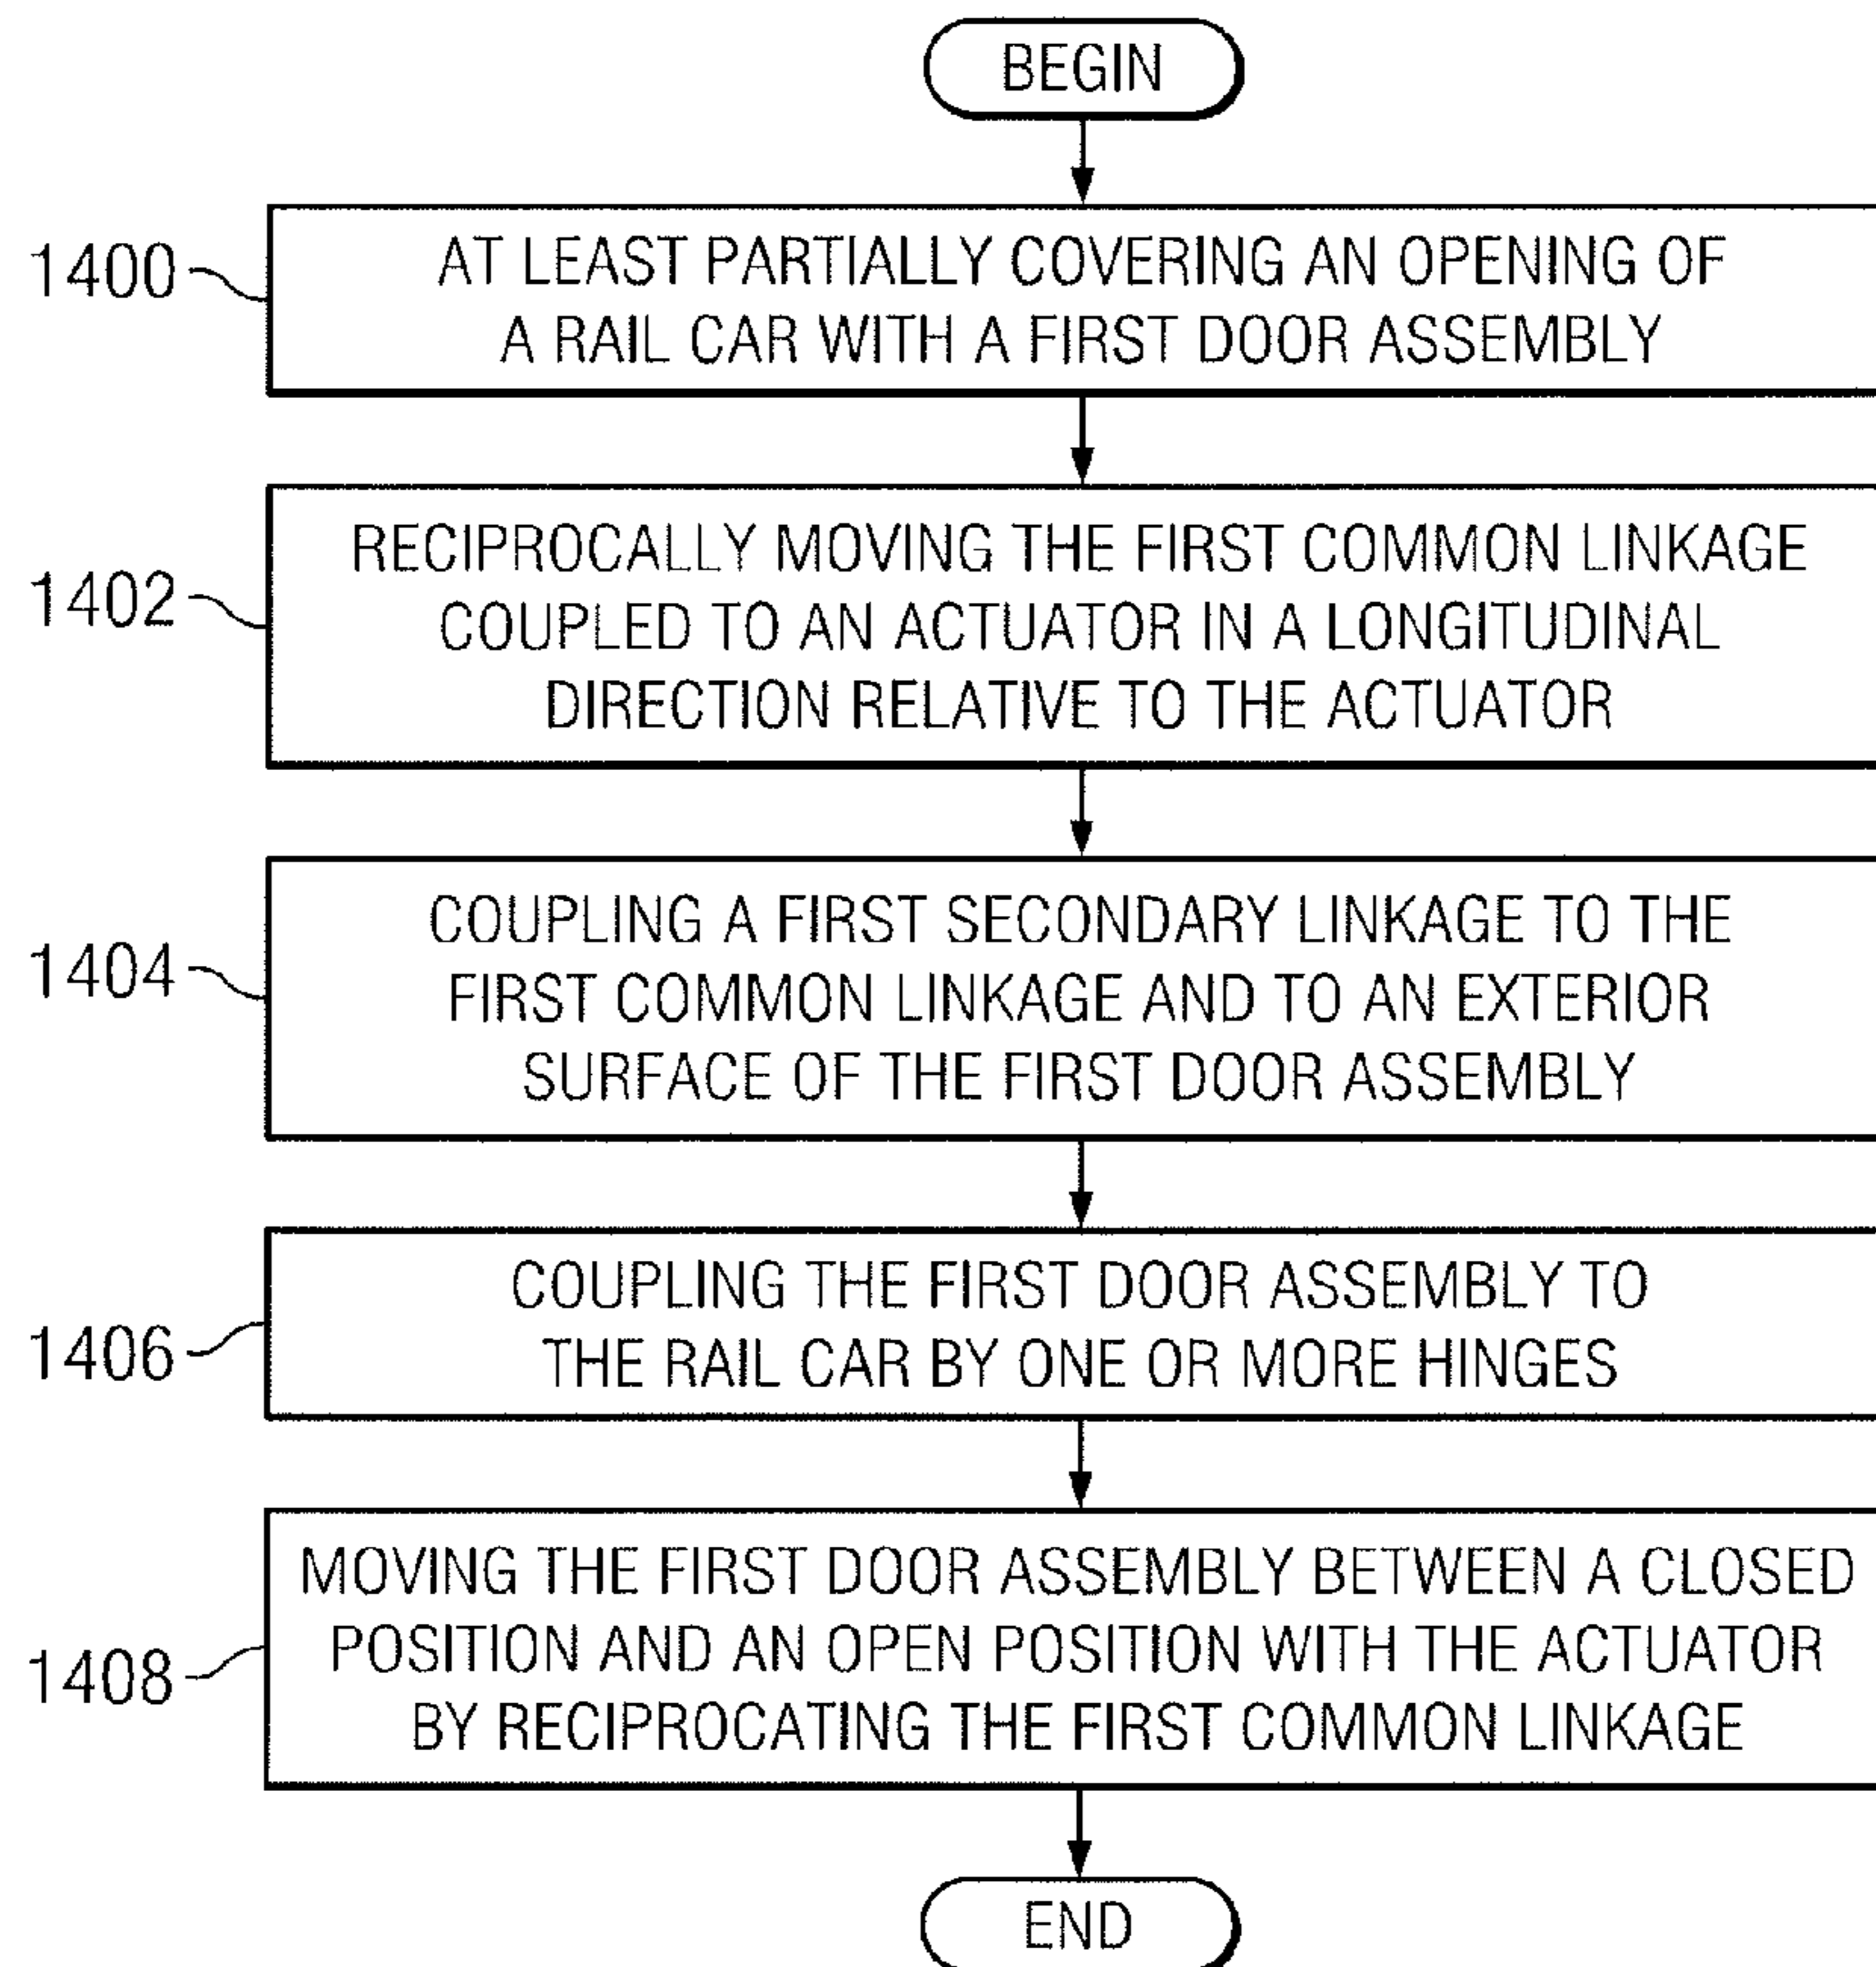 BEGIN
1400
AT LEAST PARTIALLY COVERING AN OPENING OF
A RAIL CAR WITH A FIRST DOOR ASSEMBLY
1402
RECIPROCALLY MOVING THE FIRST COMMON LINKAGE
COUPLED TO AN ACTUATOR IN A LONGITUDINAL
DIRECTION RELATIVE TO THE ACTUATOR
1404
COUPLING A FIRST SECONDARY LINKAGE TO THE
FIRST COMMON LINKAGE AND TO AN EXTERIOR
SURFACE OF THE FIRST DOOR ASSEMBLY
1406
COUPLING THE FIRST DOOR ASSEMBLY TO
THE RAIL CAR BY ONE OR MORE HINGES
1408
MOVING THE FIRST DOOR ASSEMBLY BETWEEN A CLOSED
POSITION AND AN OPEN POSITION WITH THE ACTUATOR
BY RECIPROCATING THE FIRST COMMON LINKAGE
END